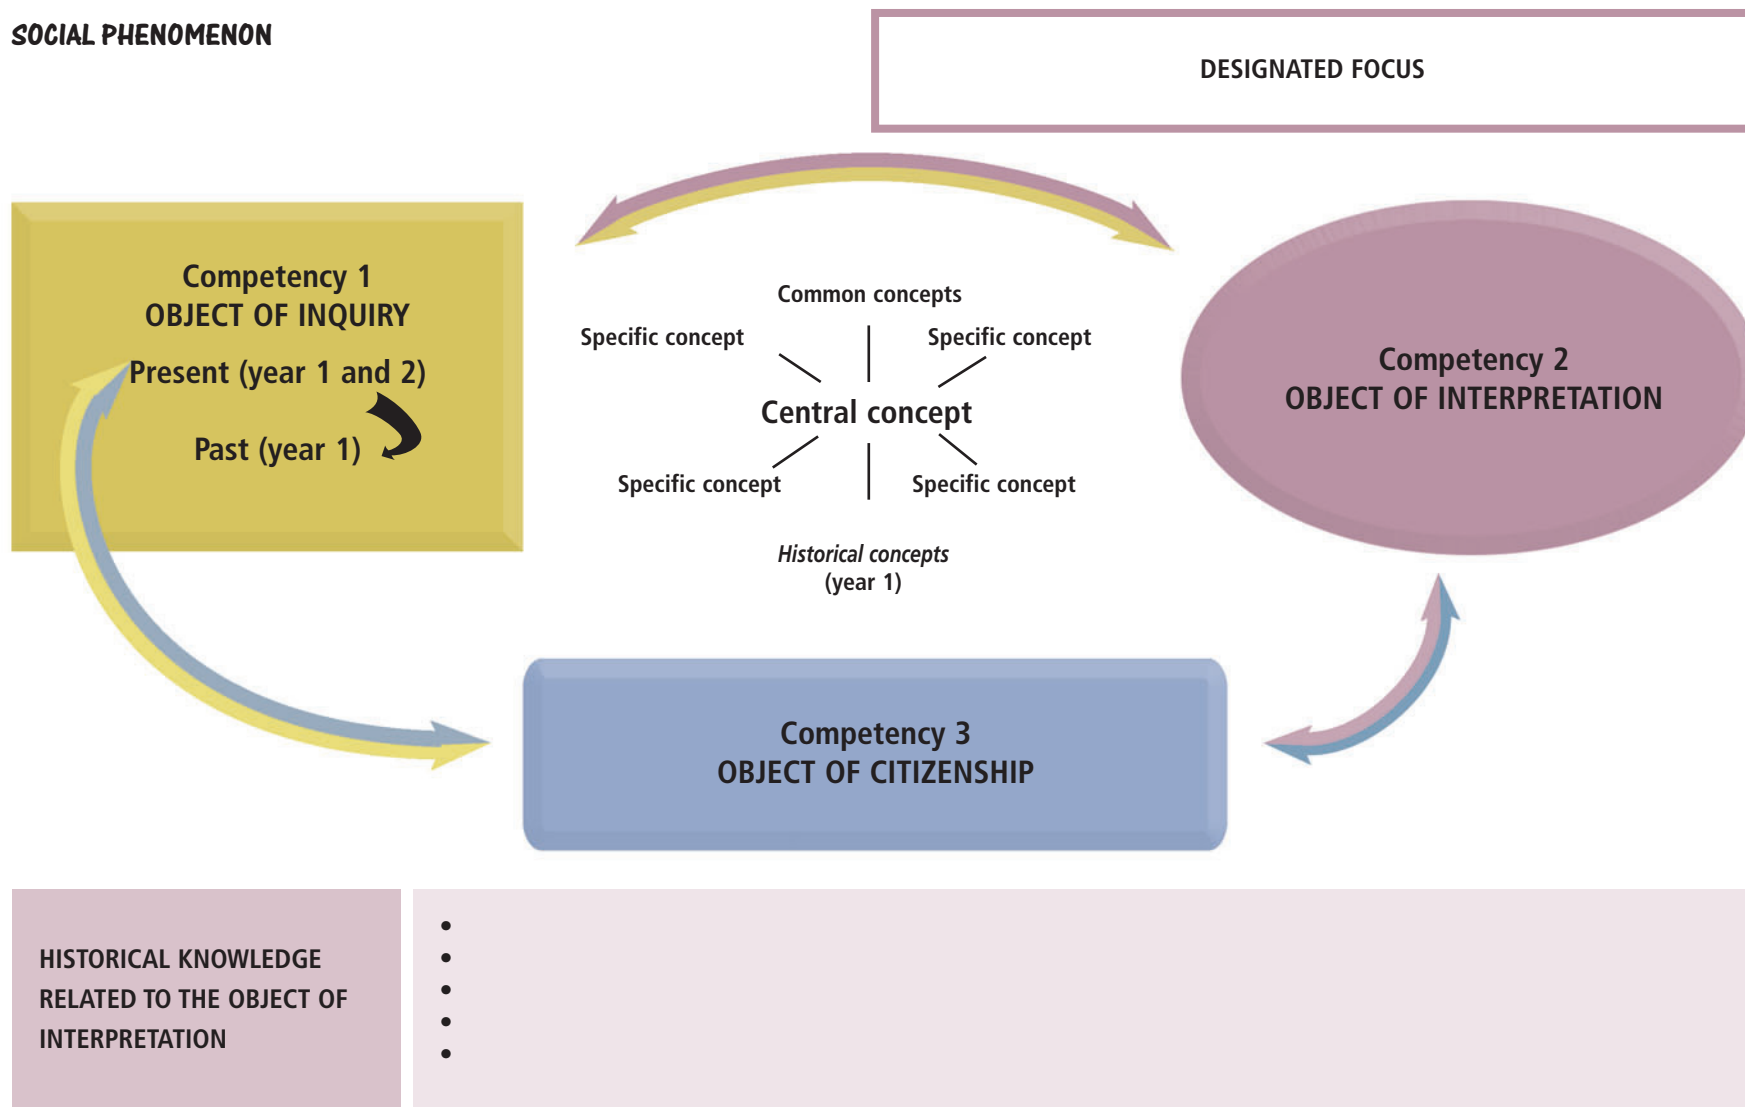 SOCIAL PHENOMENON
DESIGNATED FOCUS
Competency 1
OBJECT OF INQUIRY
Present (year 1 and 2)
Past (year 1)
Common concepts
Specific concept
Specific concept
Central concept
Specific concept
Specific concept
Historical concepts
(year 1)
Competency 2
OBJECT OF INTERPRETATION
Competency 3
OBJECT OF CITIZENSHIP
HISTORICAL KNOWLEDGE
RELATED TO THE OBJECT OF
INTERPRETATION
•
•
•
•
•